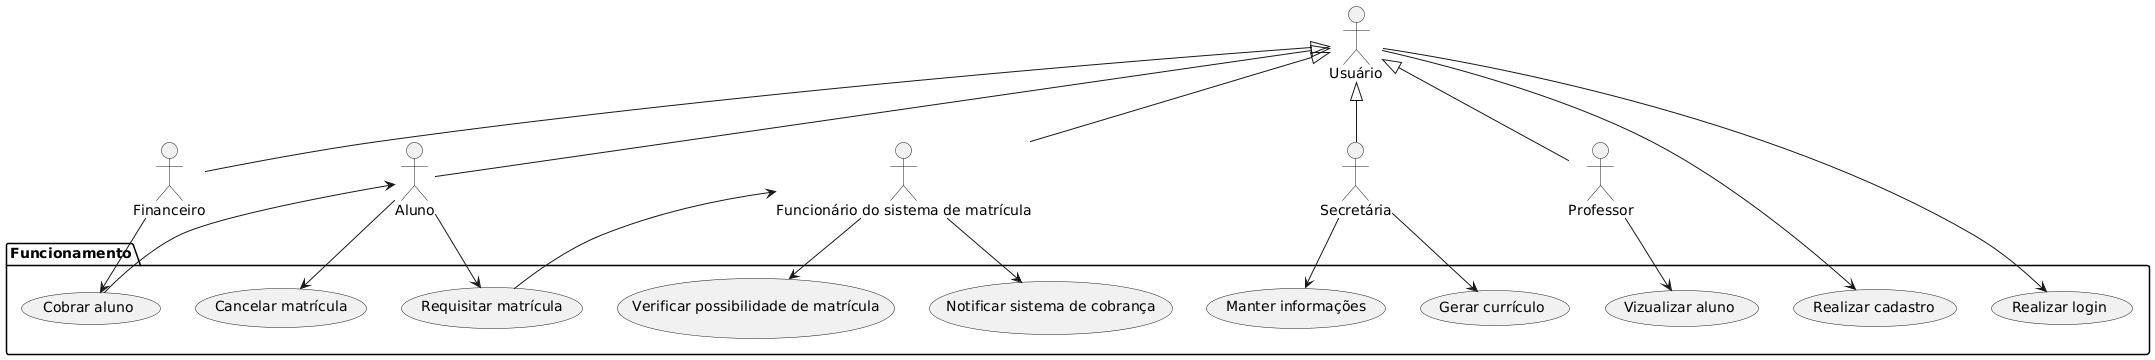 Usuário
Financeiro
Aluno
Funcionário do sistema de matrícula
Secretária
Professor
Funcionamento
Cobrar aluno
Cancelar matrícula
Requisitar matrícula
Verificar possibilidade de matrícula
Notificar sistema de cobrança
Manter informações
Gerar currículo
Vizualizar aluno
Realizar cadastro
Realizar login